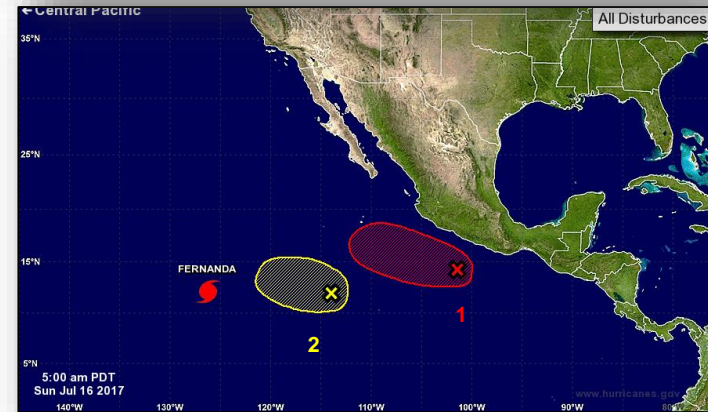 ←Central Pacific
All Disturbances
35°N
25°N
15°N
FERNANDA
1
2
5°N
5:00 am PDT
Sun Jul 16 2017
www.hurricanes.gov
140°W 130°W 120°W 110°W 100°W 90°W 80°W